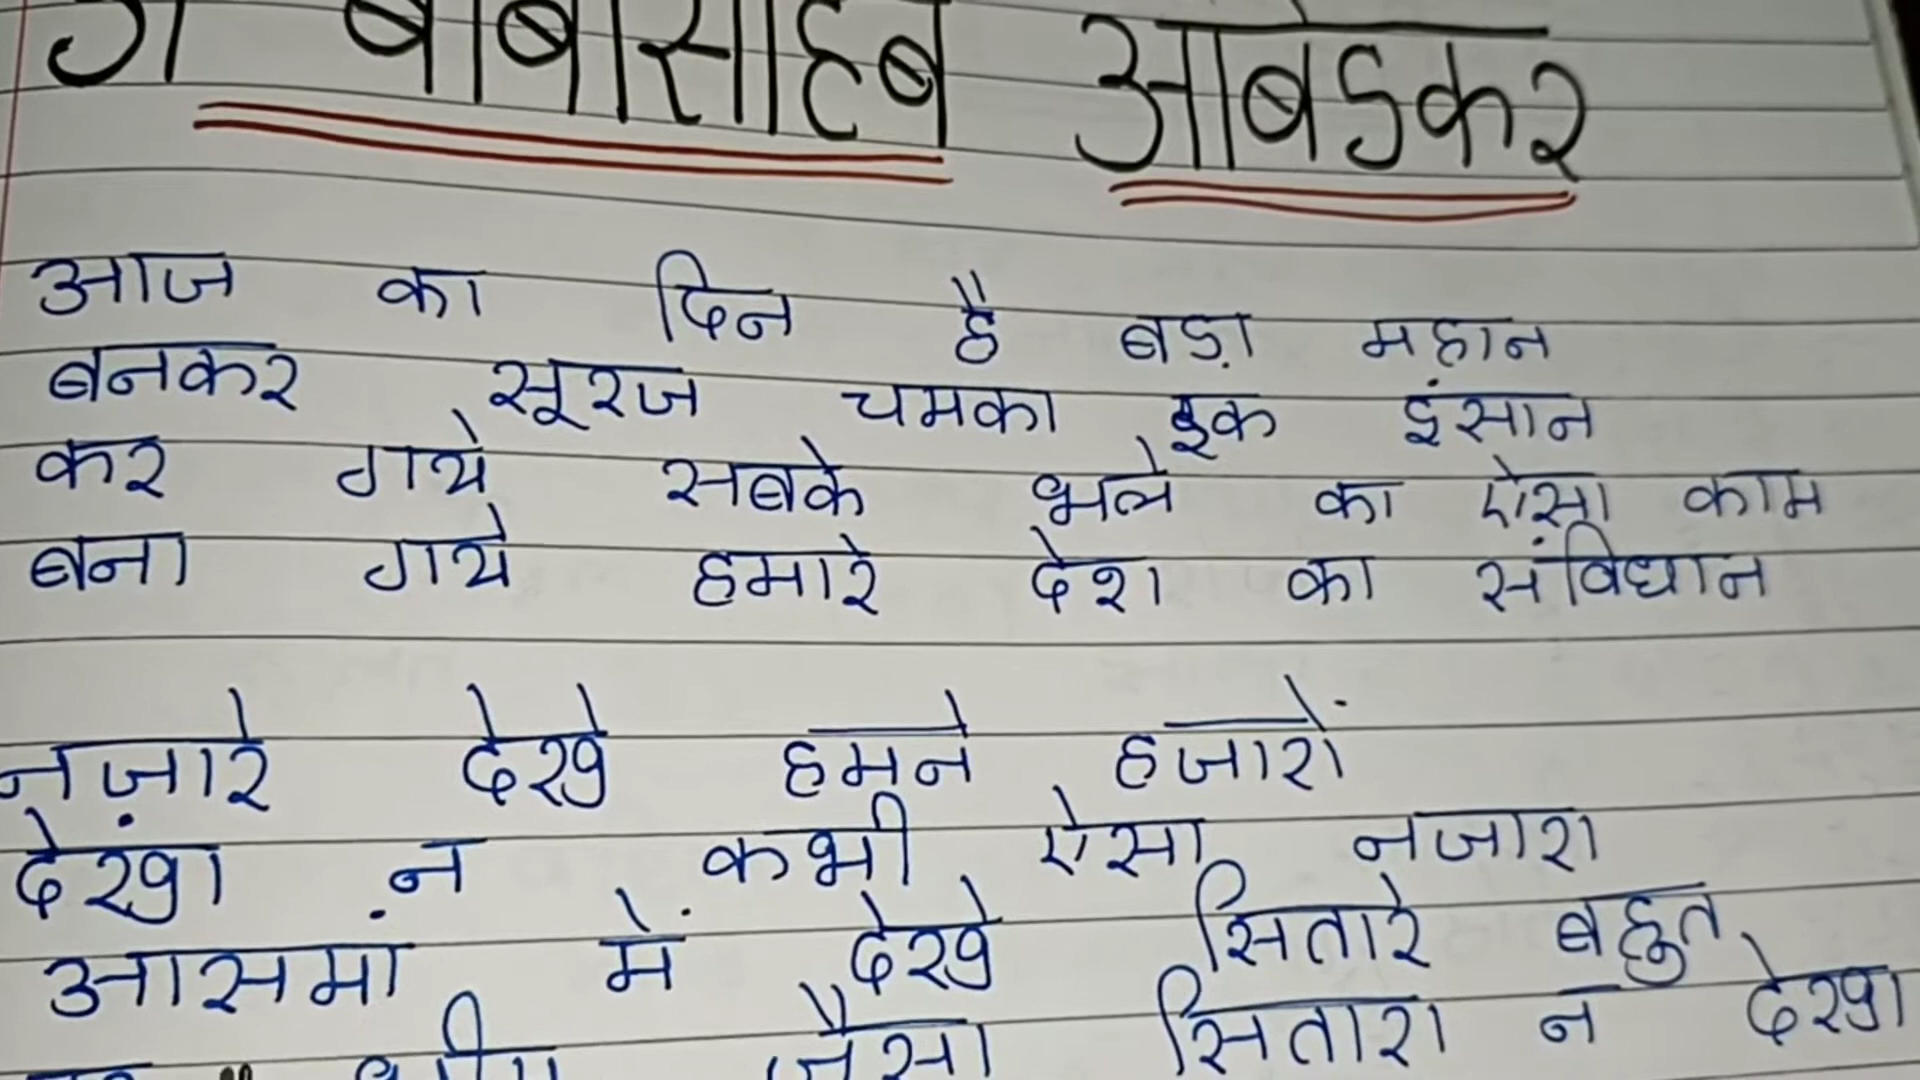 बाबासाहब आंबेडकर
आज का दिन है बड़ा महान
बनकर सूरज चमका इक इंसान
कर गये सबके भले का ऐसा काम
बना गये हमारे देश का संविधान
नज़ारे देखे हमने हजारों
देखा न कभी ऐसा नजारा
आसमां में देखे सितारे बहुत
जैसा सितारा न देखा